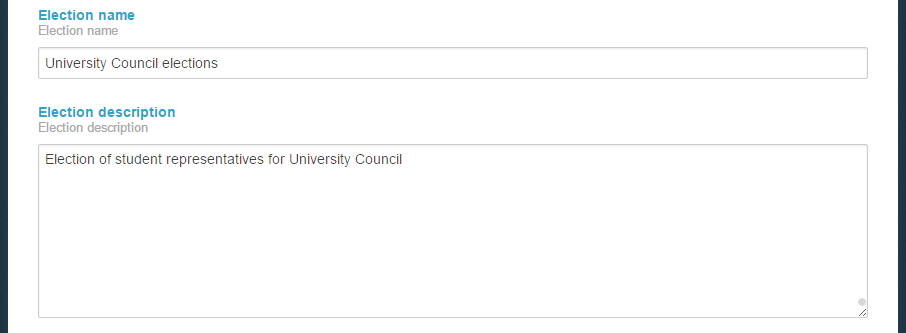 Election name
Election name
University Council elections
Election description
Election description
Election of student representatives for University Council